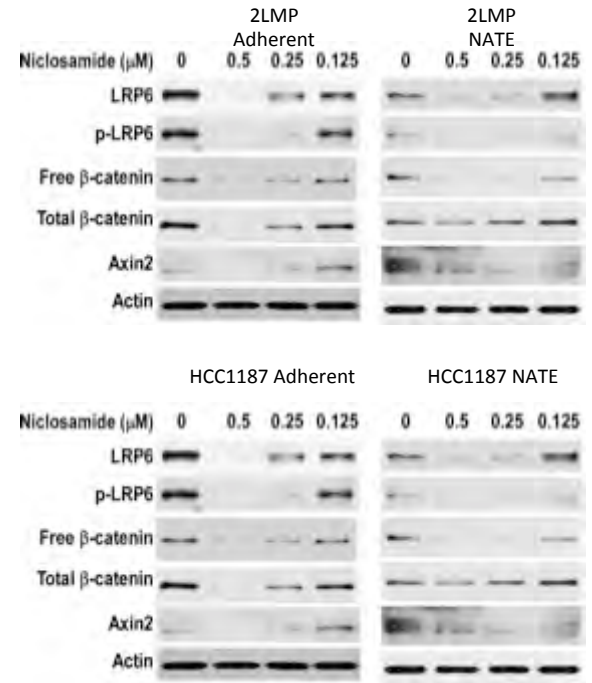 2LMP
Adherent
2LMP
NATE
Niclosamide (μM) 0 0.5 0.25 0.125 0 0.5 0.25 0.125
LRP6
p-LRP6
Free β-catenin
Total β-catenin
Axin2
Actin
HCC1187 Adherent HCC1187 NATE
Niclosamide (μM) 0 0.5 0.25 0.125 0 0.5 0.25 0.125
LRP6
p-LRP6
Free β-catenin
Total β-catenin
Axin2
Actin